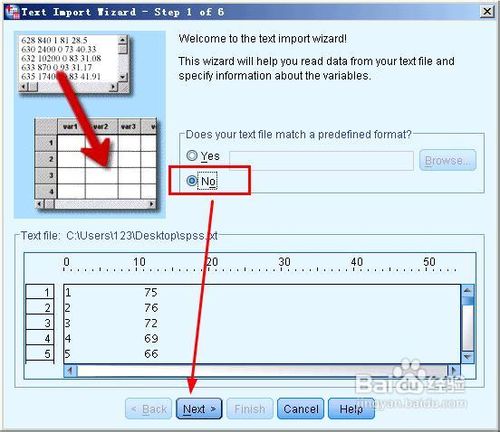 Text Import Wizard - Step 1 of 6
628 840 1 81 28.5
630 2400 0 73 40.33
632 10200 0 83 31.08
633 870 0 93 31.17
635 17400 0 83 41.91
var1 var2 var3 v
1
2
3
4
Welcome to the text import wizard!
This wizard will help you read data from your text file and
specify information about the variables.
Does your text file match a predefined format?
Yes
Browse...
No
Text file: C:\Users\123\Desktop\spss.txt
0 10 20 30 40 50
1 1 75
2 2 76
3 3 72
4 4 69
5 5 66
< Back Next > Finish Cancel Help
Baidu经验
jingyan.baidu.com